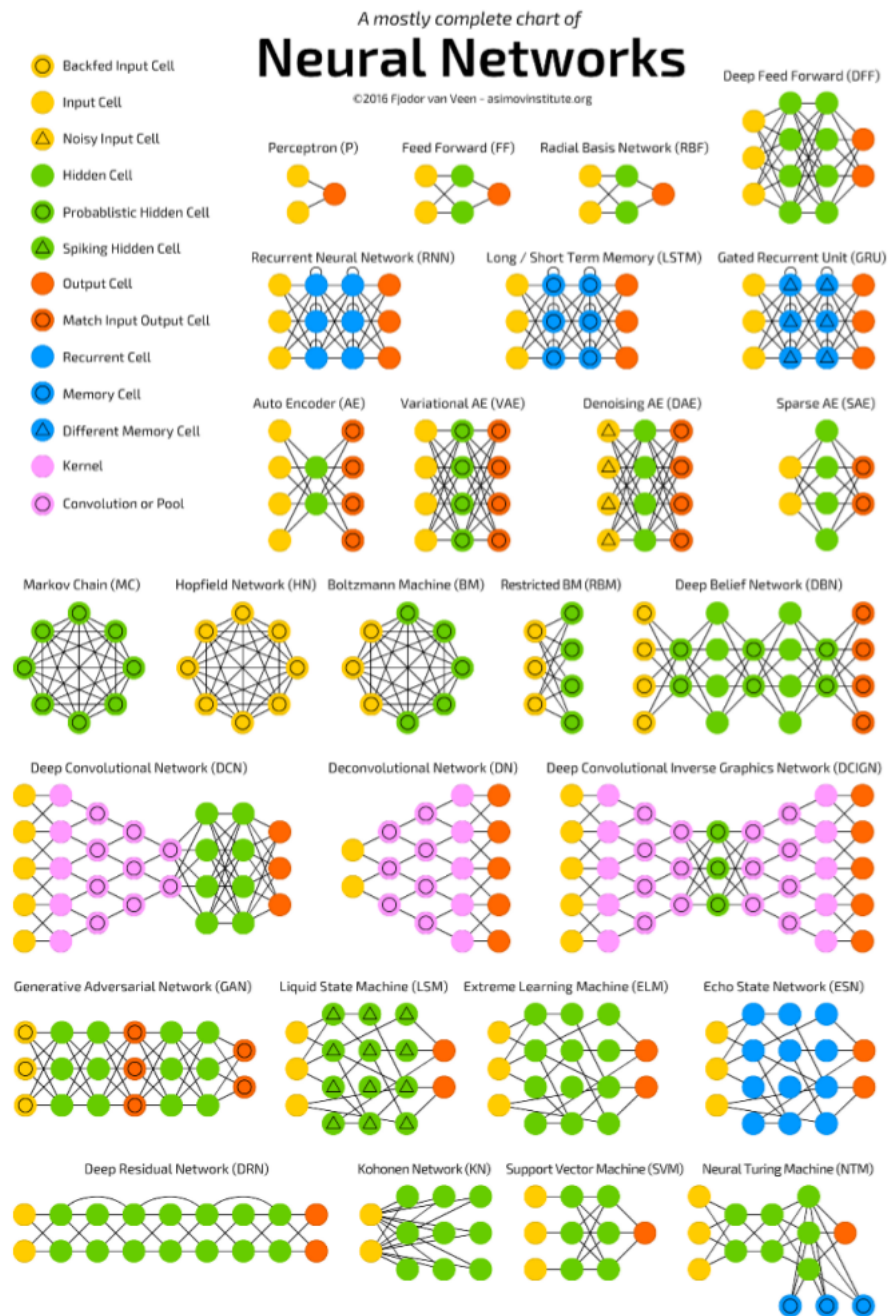 A mostly complete chart of
Neural Networks
©2016 Fjodor van Veen - asimovinstitute.org
Backfed Input Cell
Input Cell
Noisy Input Cell
Hidden Cell
Probablistic Hidden Cell
Spiking Hidden Cell
Output Cell
Match Input Output Cell
Recurrent Cell
Memory Cell
Different Memory Cell
Kernel
Convolution or Pool
Deep Feed Forward (DFF)
Perceptron (P)
Feed Forward (FF)
Radial Basis Network (RBF)
Recurrent Neural Network (RNN)
Long / Short Term Memory (LSTM)
Gated Recurrent Unit (GRU)
Auto Encoder (AE)
Variational AE (VAE)
Denoising AE (DAE)
Sparse AE (SAE)
Markov Chain (MC)
Hopfield Network (HN)
Boltzmann Machine (BM)
Restricted BM (RBM)
Deep Belief Network (DBN)
Deep Convolutional Network (DCN)
Deconvolutional Network (DN)
Deep Convolutional Inverse Graphics Network (DCIGN)
Generative Adversarial Network (GAN)
Liquid State Machine (LSM)
Extreme Learning Machine (ELM)
Echo State Network (ESN)
Deep Residual Network (DRN)
Kohonen Network (KN)
Support Vector Machine (SVM)
Neural Turing Machine (NTM)